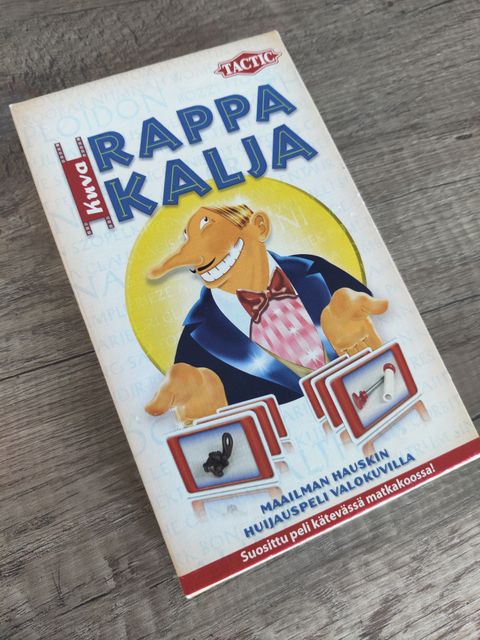 TACTIC
Kuva
RAPPA
KALJA
MAAILMAN HAUSKIN
HUIJAUSPELI VALOKUVILLA
Suosittu peli kätevässä matkakoossa!